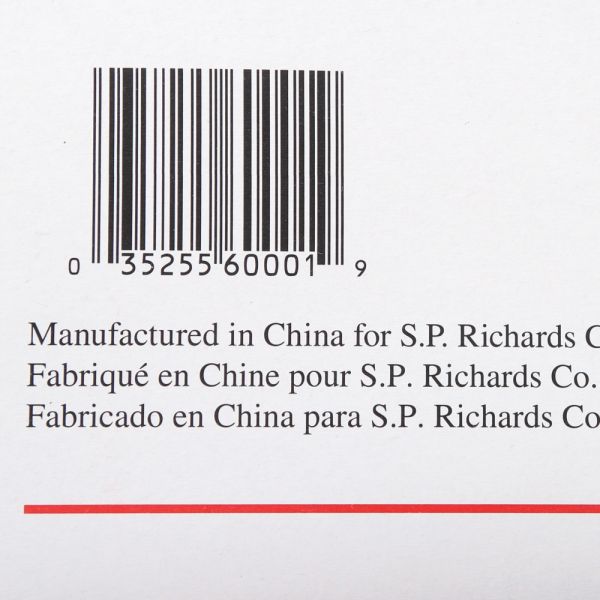 0 35255 60001 9
Manufactured in China for S.P. Richards
Fabriqué en Chine pour S.P. Richards Co.
Fabricado en China para S.P. Richards Co